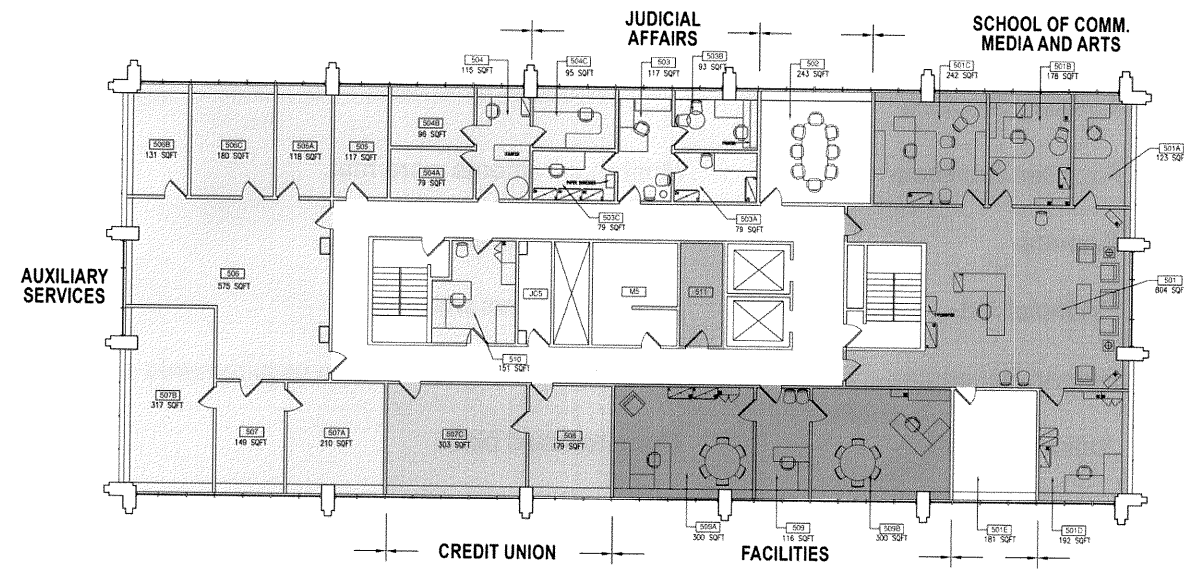 JUDICIAL
AFFAIRS
SCHOOL OF COMM.
MEDIA AND ARTS
504
115 SQFT
504C
95 SQFT
503
117 SQFT
503B
93 SQFT
502
243 SQFT
501C
242 SQFT
501B
178 SQFT
506B
131 SQFT
506C
180 SQFT
505A
118 SQFT
505
117 SQFT
504B
96 SQFT
504A
79 SQFT
501A
123 SQF
503C
79 SQFT
503A
79 SQFT
AUXILIARY
SERVICES
506
575 SQFT
JC5
M5
511
501
804 SQF
510
151 SQFT
507B
317 SQFT
507
149 SQFT
507A
210 SQFT
507C
303 SQFT
508
179 SQFT
509A
300 SQFT
509
116 SQFT
509B
300 SQFT
501E
181 SQFT
501D
192 SQFT
CREDIT UNION
FACILITIES